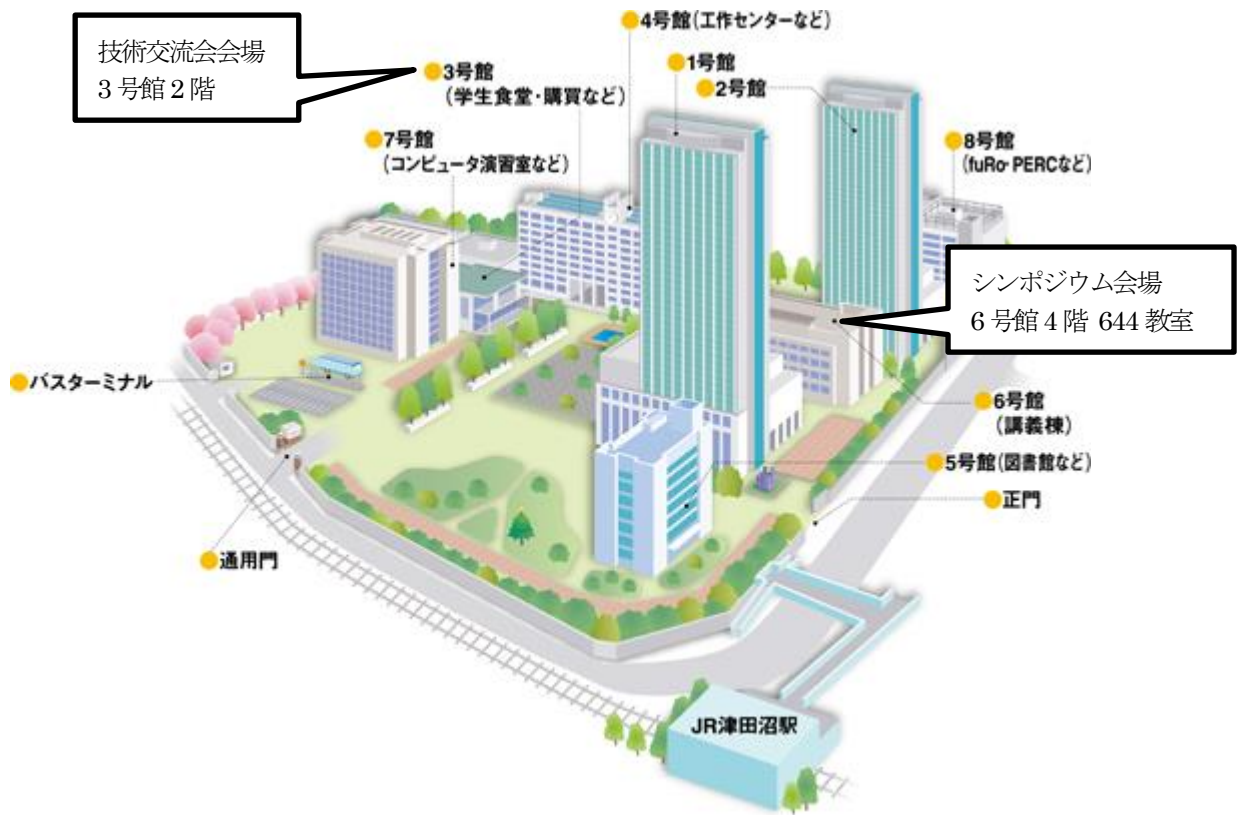 4号館(工作センターなど)
技術交流会会場
3号館2階
1号館
3号館
(学生食堂・購買など)
2号館
7号館
(コンピュータ演習室など)
8号館
(fuRo・PERCなど)
シンポジウム会場
6号館4階 644教室
バスターミナル
6号館
(講義棟)
5号館(図書館など)
正門
通用門
JR津田沼駅